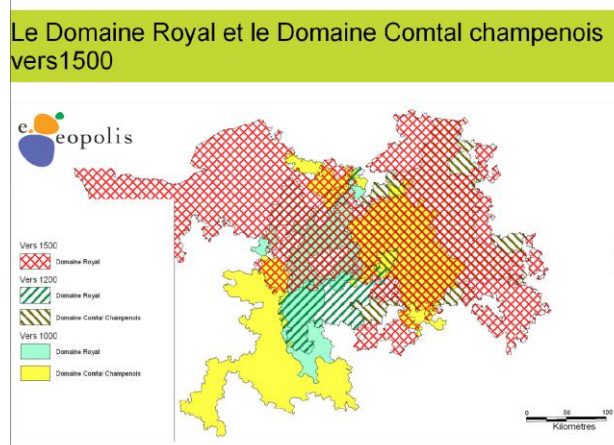 Le Domaine Royal et le Domaine Comtal champenois
vers1500
e.
eopolis
Vers 1500
Domaine Royal
Vers 1200
Domaine Royal
Domaine Comtal Champenois
Vers 1000
Domaine Royal
Domaine Comtal Champenois
0 50 100
Kilomètres